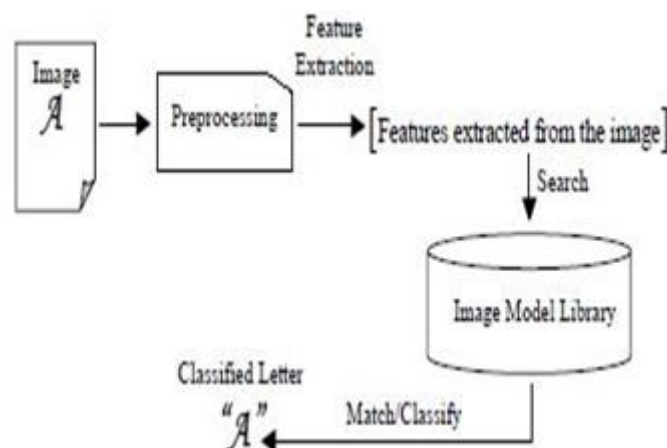 Image
A
Preprocessing
Feature
Extraction
[Features extracted from the image]
Search
Image Model Library
Match/Classify
Classified Letter
"A"